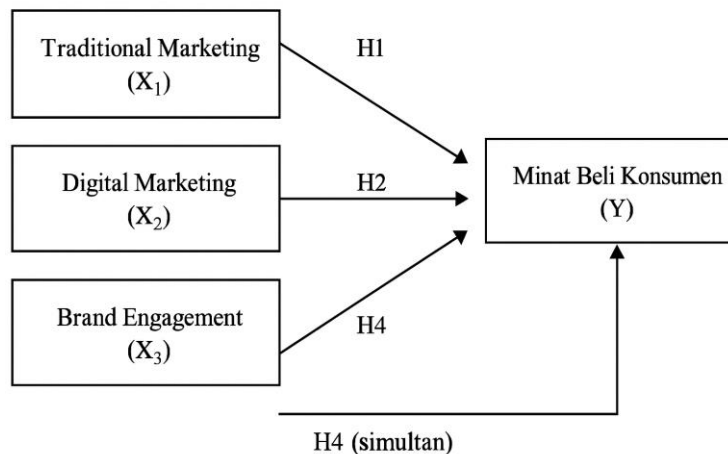 Traditional Marketing
(X₁)
H1
Digital Marketing
(X₂)
H2
Minat Beli Konsumen
(Y)
Brand Engagement
(X₃)
H4
H4 (simultan)